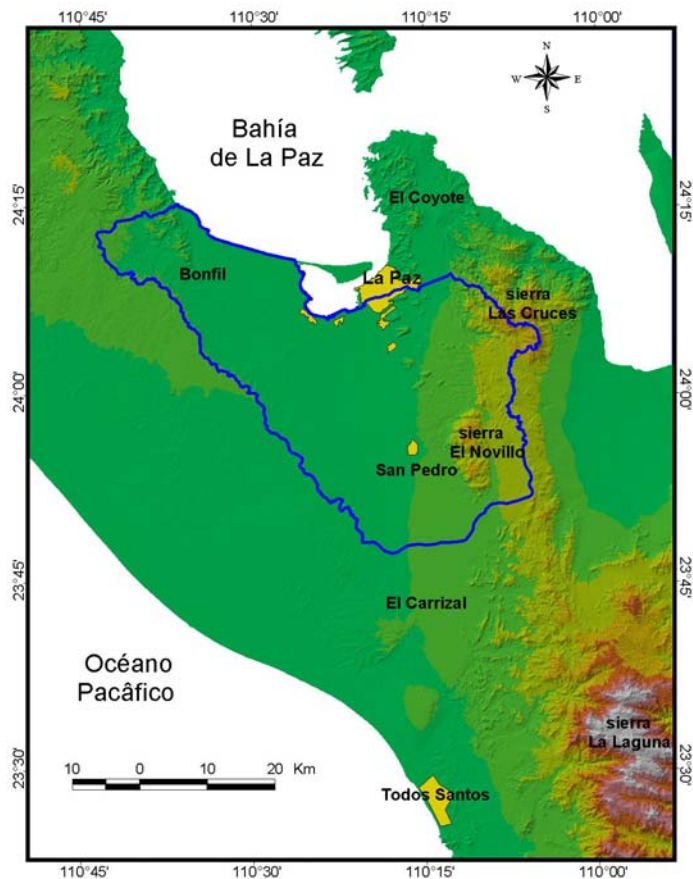 110°45'
110°30'
110°15'
110°00'
N
W
E
S
Bahía
de La Paz
24°15'
24°15'
El Coyote
Bonfil
La Paz
sierra
Las Cruces
24°00'
24°00'
sierra
El Novillo
San Pedro
23°45'
23°45'
El Carrizal
Océano
Pacâfico
sierra
La Laguna
23°30'
23°30'
10 0 10 20 Km
Todos Santos
110°45'
110°30'
110°15'
110°00'